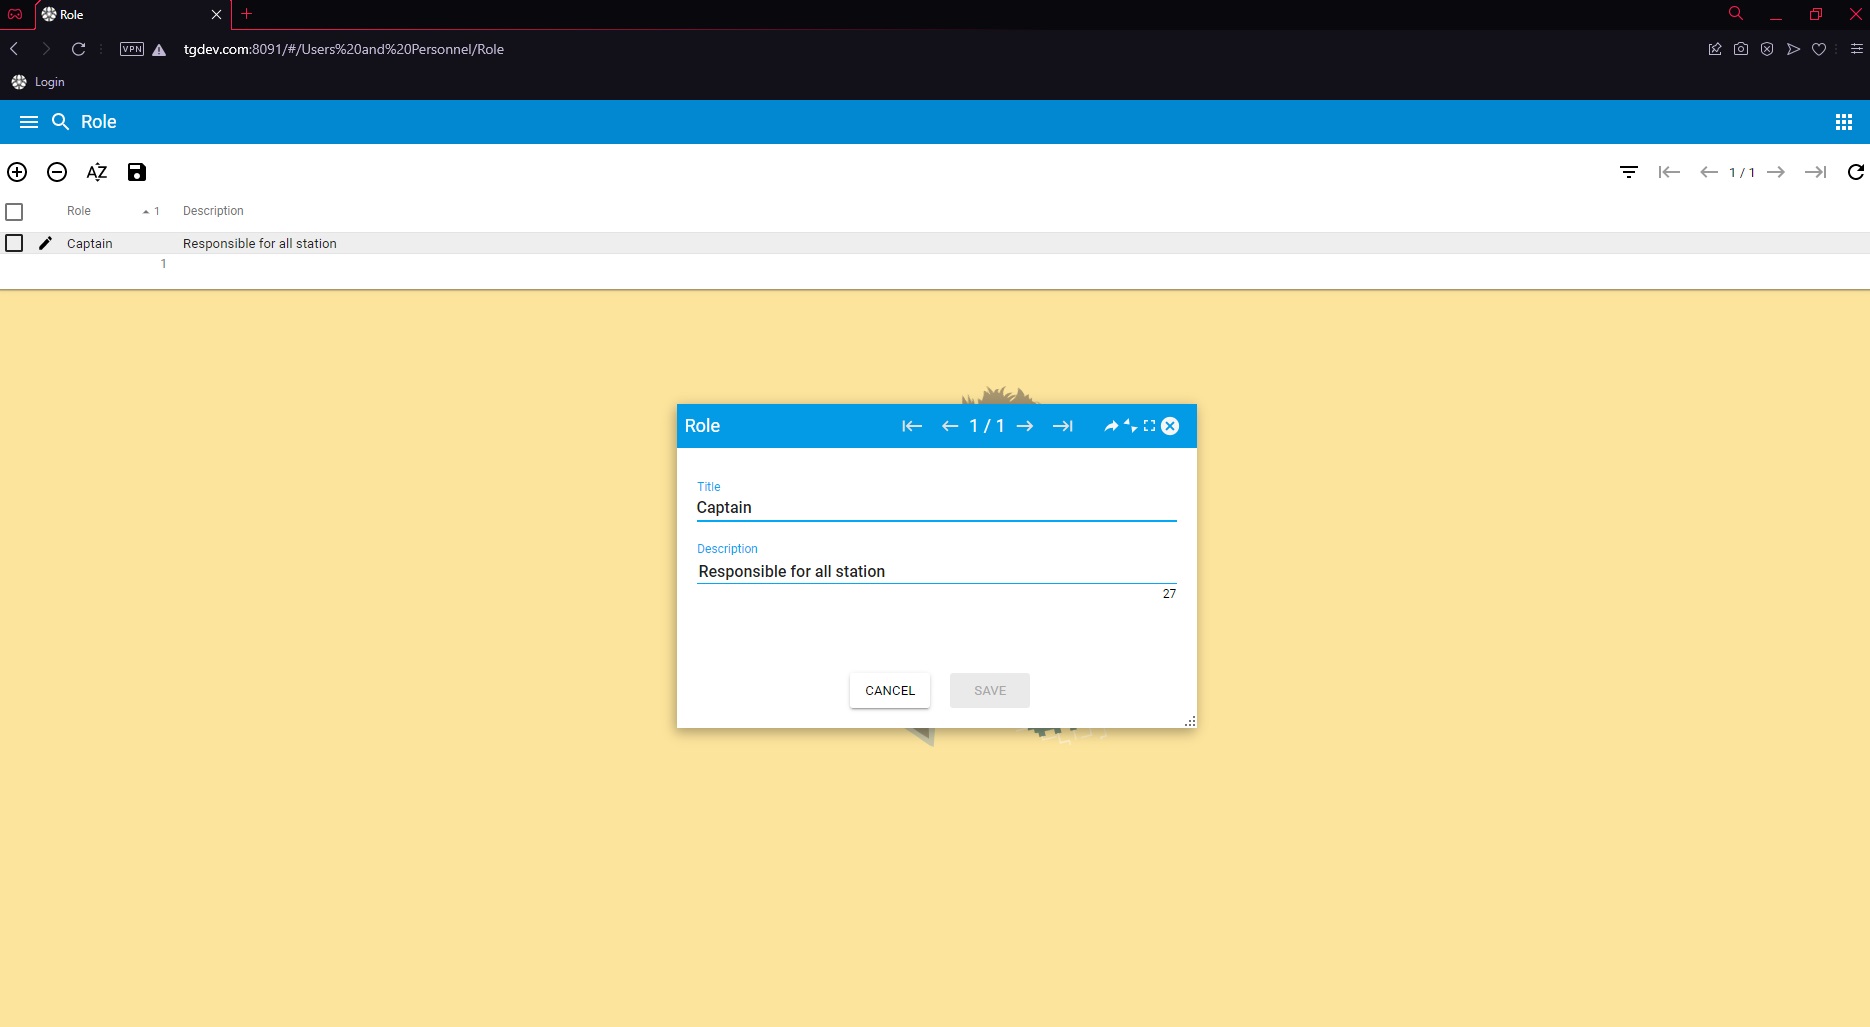 Role
VPN
tgdev.com:8091/#/Users%20and%20Personnel/Role
Login
Role
AZ
1 / 1
Role 1 Description
Captain Responsible for all station
1
Role 1 / 1
Title
Captain
Description
Responsible for all station
27
CANCEL SAVE